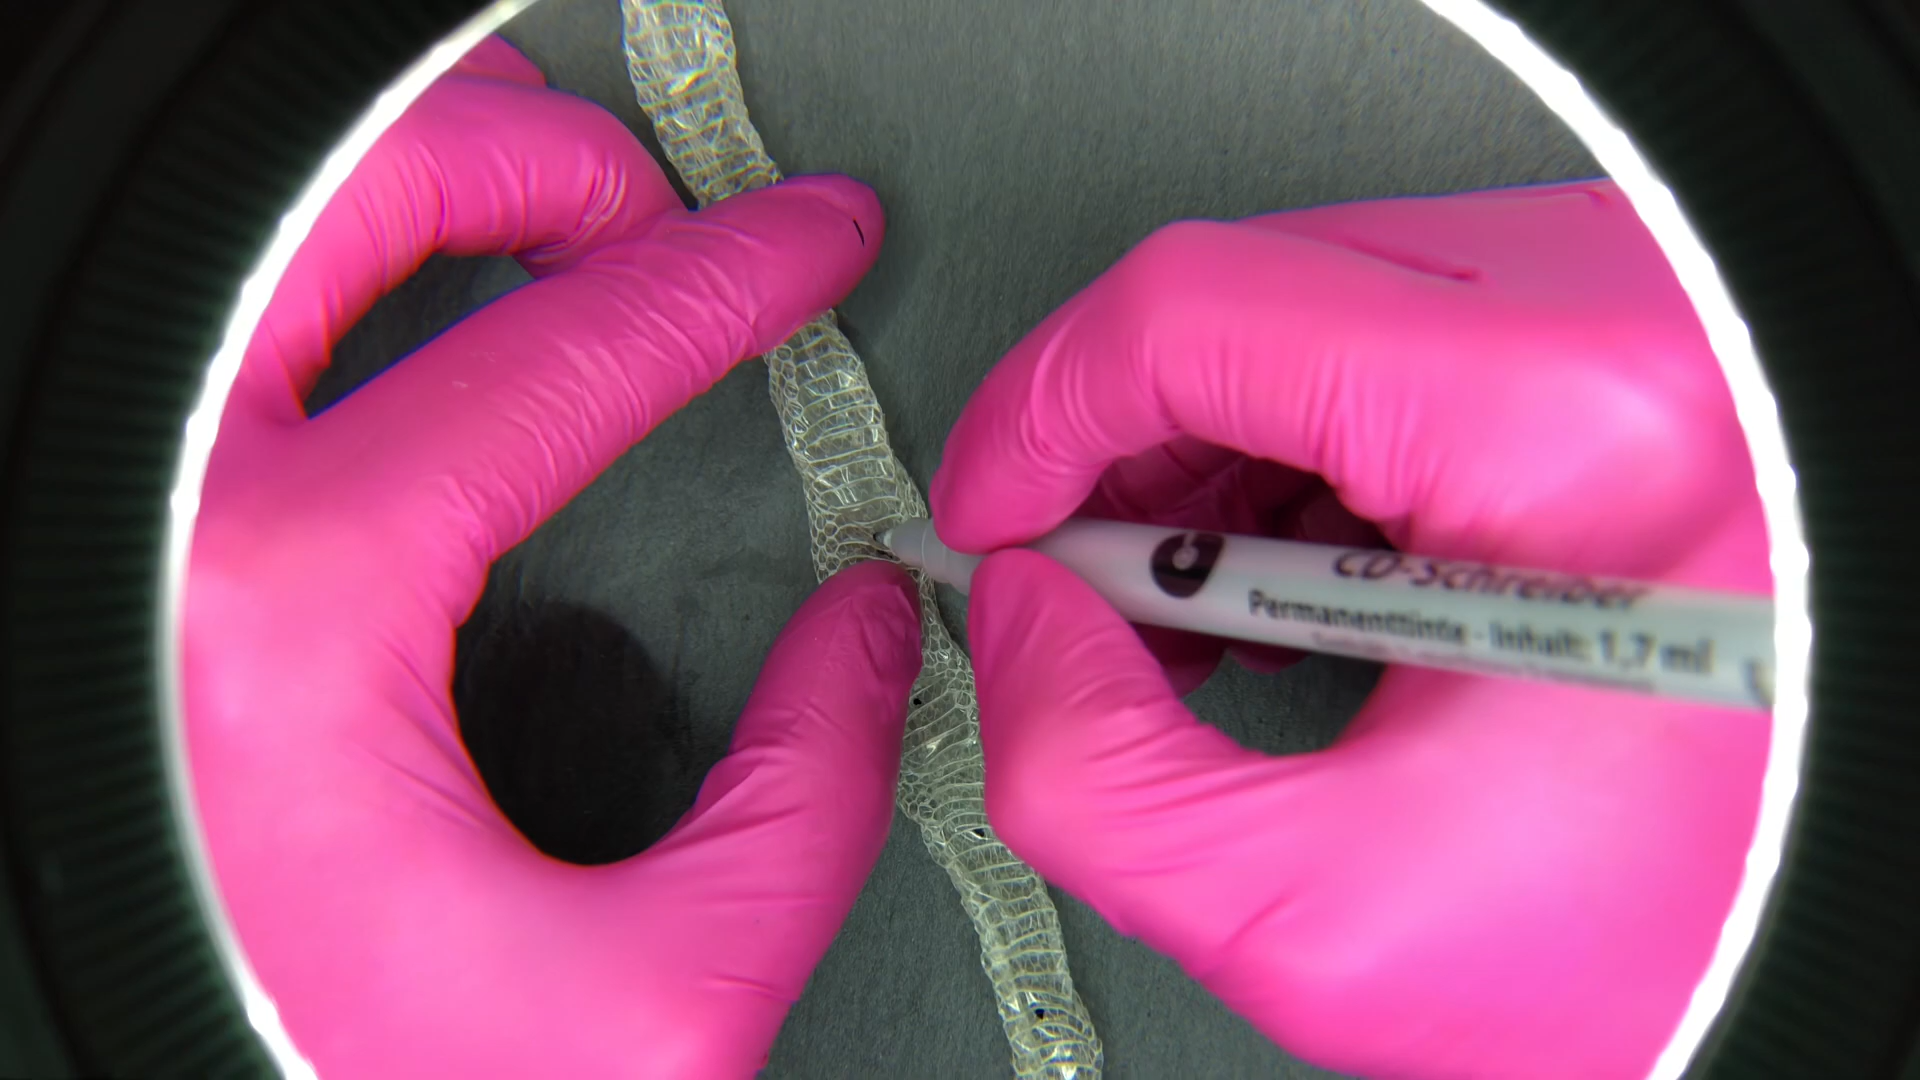 CD-Schreiber
Permanenttinte - Inhalt: 1,7 ml